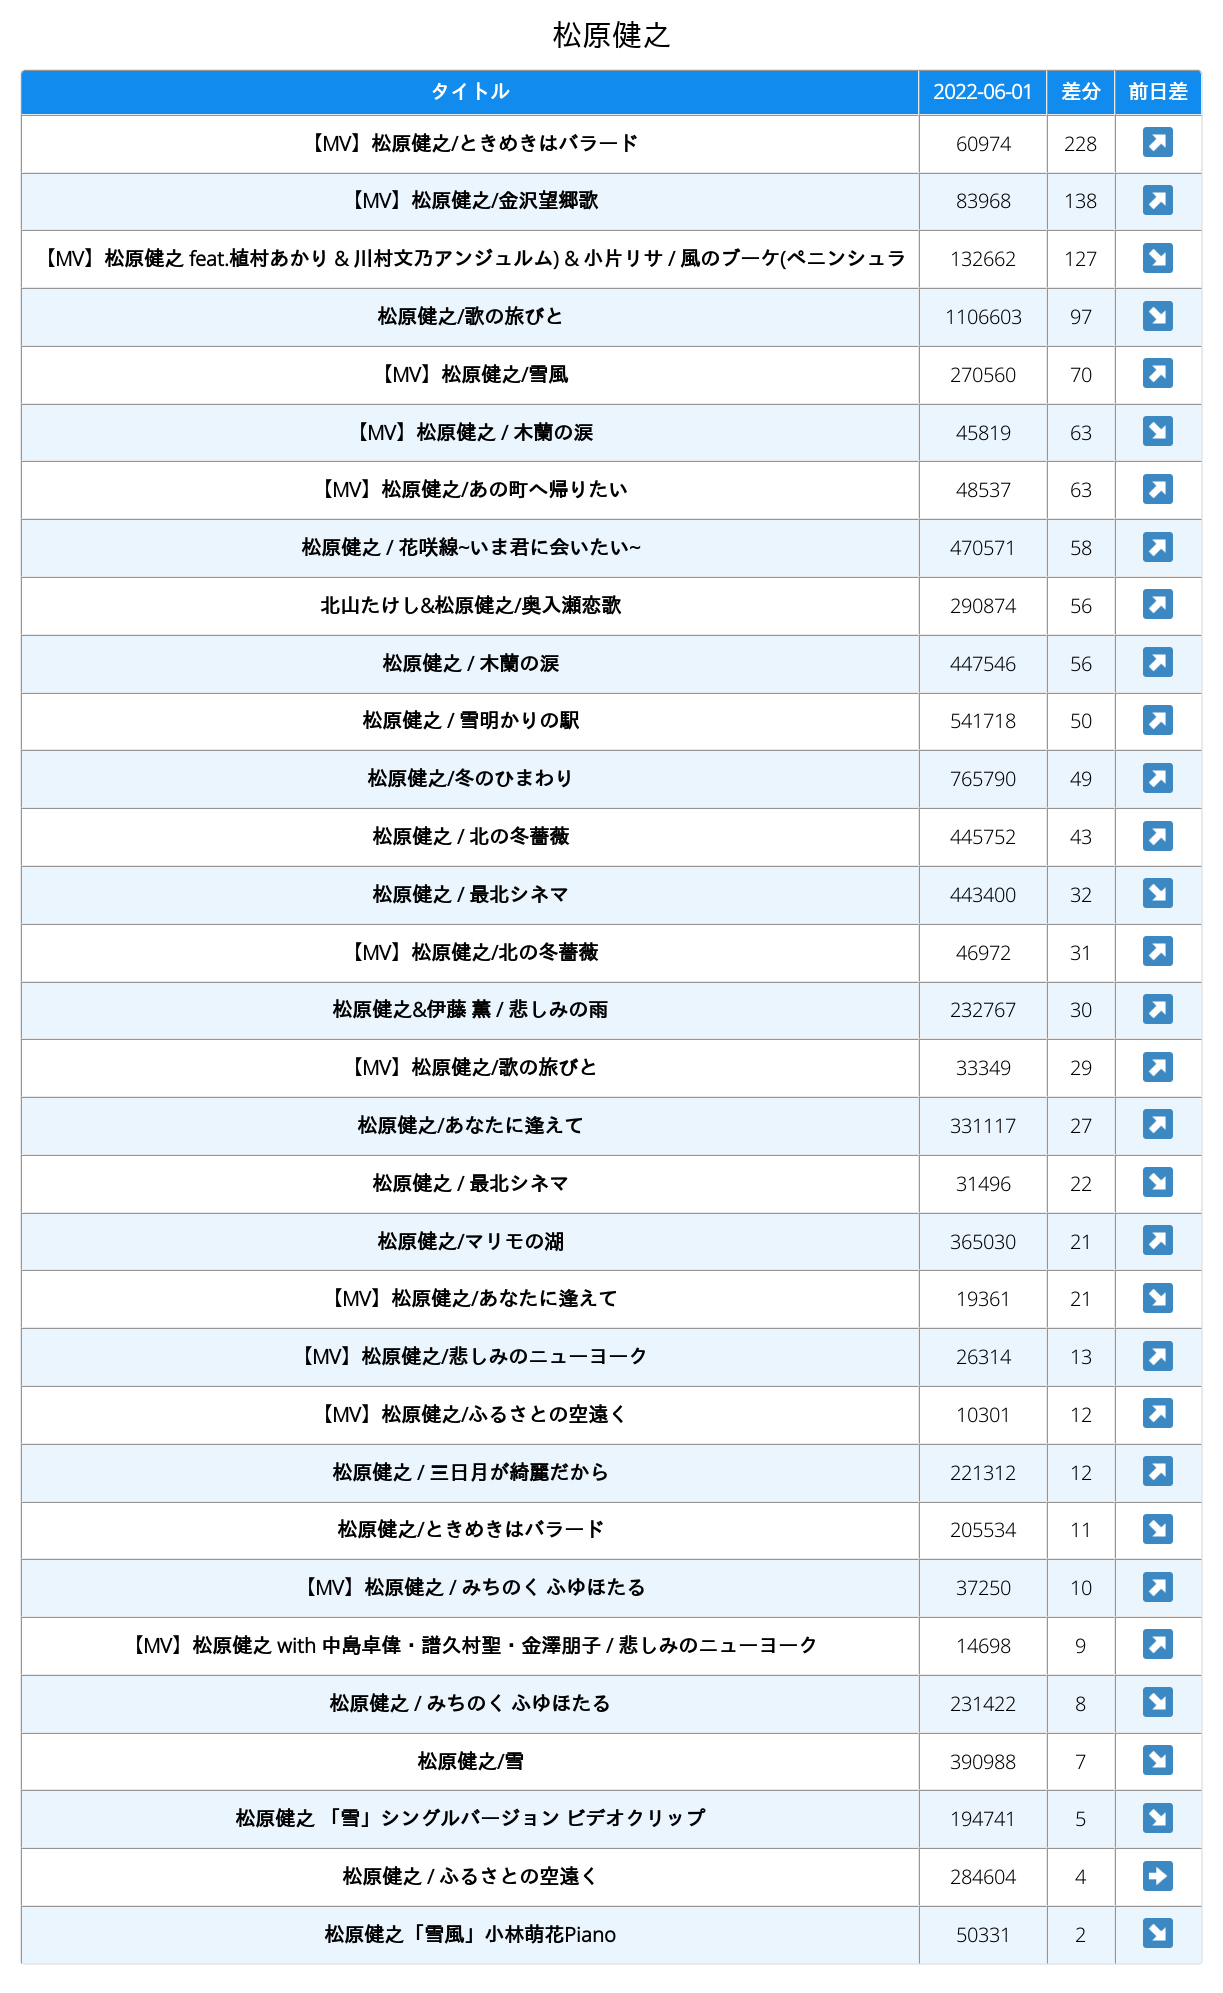 松原健之
タイトル 2022-06-01 差分 前日差
【MV】松原健之/ときめきはバラード 60974 228 ↗
【MV】松原健之/金沢望郷歌 83968 138 ↗
【MV】松原健之 feat.植村あかり & 川村文乃アンジュルム) & 小片リサ / 風のブーケ(ペニンシュラ 132662 127 ↘
松原健之/歌の旅びと 1106603 97 ↘
【MV】松原健之/雪風 270560 70 ↗
【MV】松原健之 / 木蘭の涙 45819 63 ↘
【MV】松原健之/あの町へ帰りたい 48537 63 ↗
松原健之 / 花咲線~いま君に会いたい~ 470571 58 ↗
北山たけし&松原健之/奥入瀬恋歌 290874 56 ↗
松原健之 / 木蘭の涙 447546 56 ↗
松原健之 / 雪明かりの駅 541718 50 ↗
松原健之/冬のひまわり 765790 49 ↗
松原健之 / 北の冬薔薇 445752 43 ↗
松原健之 / 最北シネマ 443400 32 ↘
【MV】松原健之/北の冬薔薇 46972 31 ↗
松原健之&伊藤 薫 / 悲しみの雨 232767 30 ↗
【MV】松原健之/歌の旅びと 33349 29 ↗
松原健之/あなたに逢えて 331117 27 ↗
松原健之 / 最北シネマ 31496 22 ↘
松原健之/マリモの湖 365030 21 ↗
【MV】松原健之/あなたに逢えて 19361 21 ↘
【MV】松原健之/悲しみのニューヨーク 26314 13 ↗
【MV】松原健之/ふるさとの空遠く 10301 12 ↗
松原健之 / 三日月が綺麗だから 221312 12 ↗
松原健之/ときめきはバラード 205534 11 ↘
【MV】松原健之 / みちのく ふゆほたる 37250 10 ↗
【MV】松原健之 with 中島卓偉・譜久村聖・金澤朋子 / 悲しみのニューヨーク 14698 9 ↗
松原健之 / みちのく ふゆほたる 231422 8 ↘
松原健之/雪 390988 7 ↘
松原健之 「雪」シングルバージョン ビデオクリップ 194741 5 ↘
松原健之 / ふるさとの空遠く 284604 4 ➡
松原健之「雪風」小林萌花Piano 50331 2 ↘